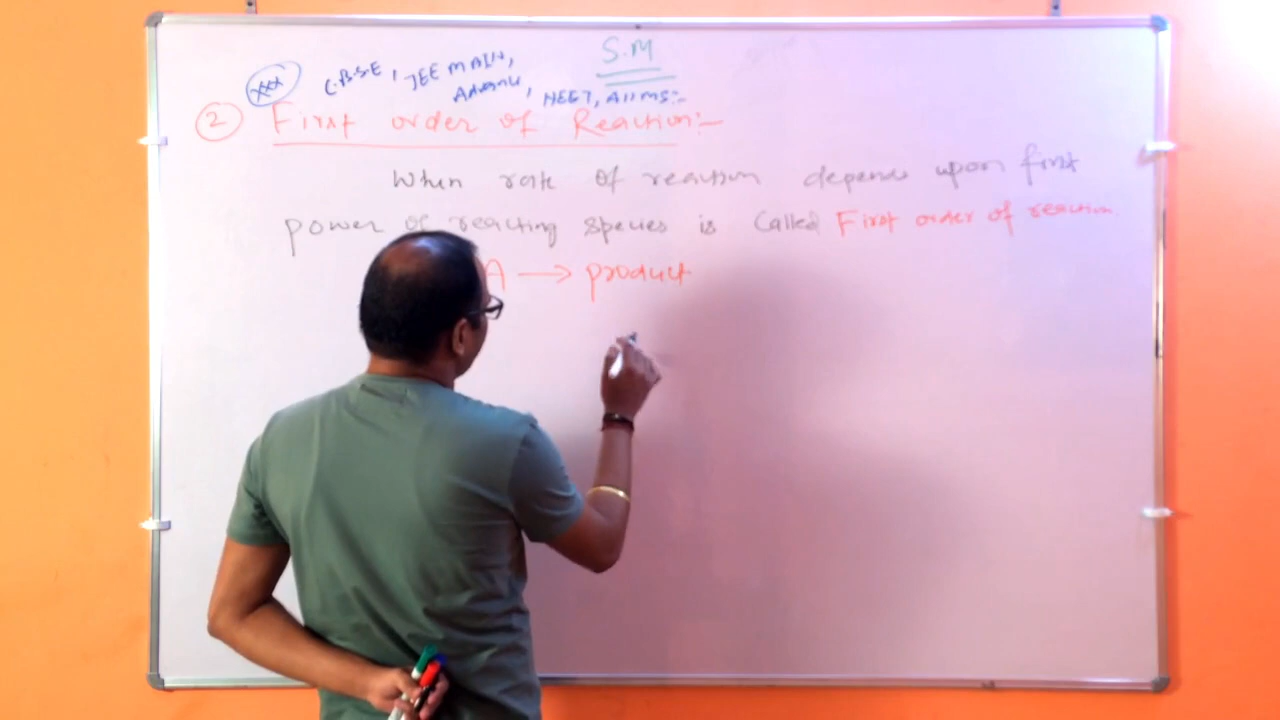 S.M
xxx CBSE, JEE MAIN,
Advance, NEET, AIIMS:-
2 First order of Reaction:-
When rate of reaction depends upon first
power of reacting species is called First order of reaction.
A → product